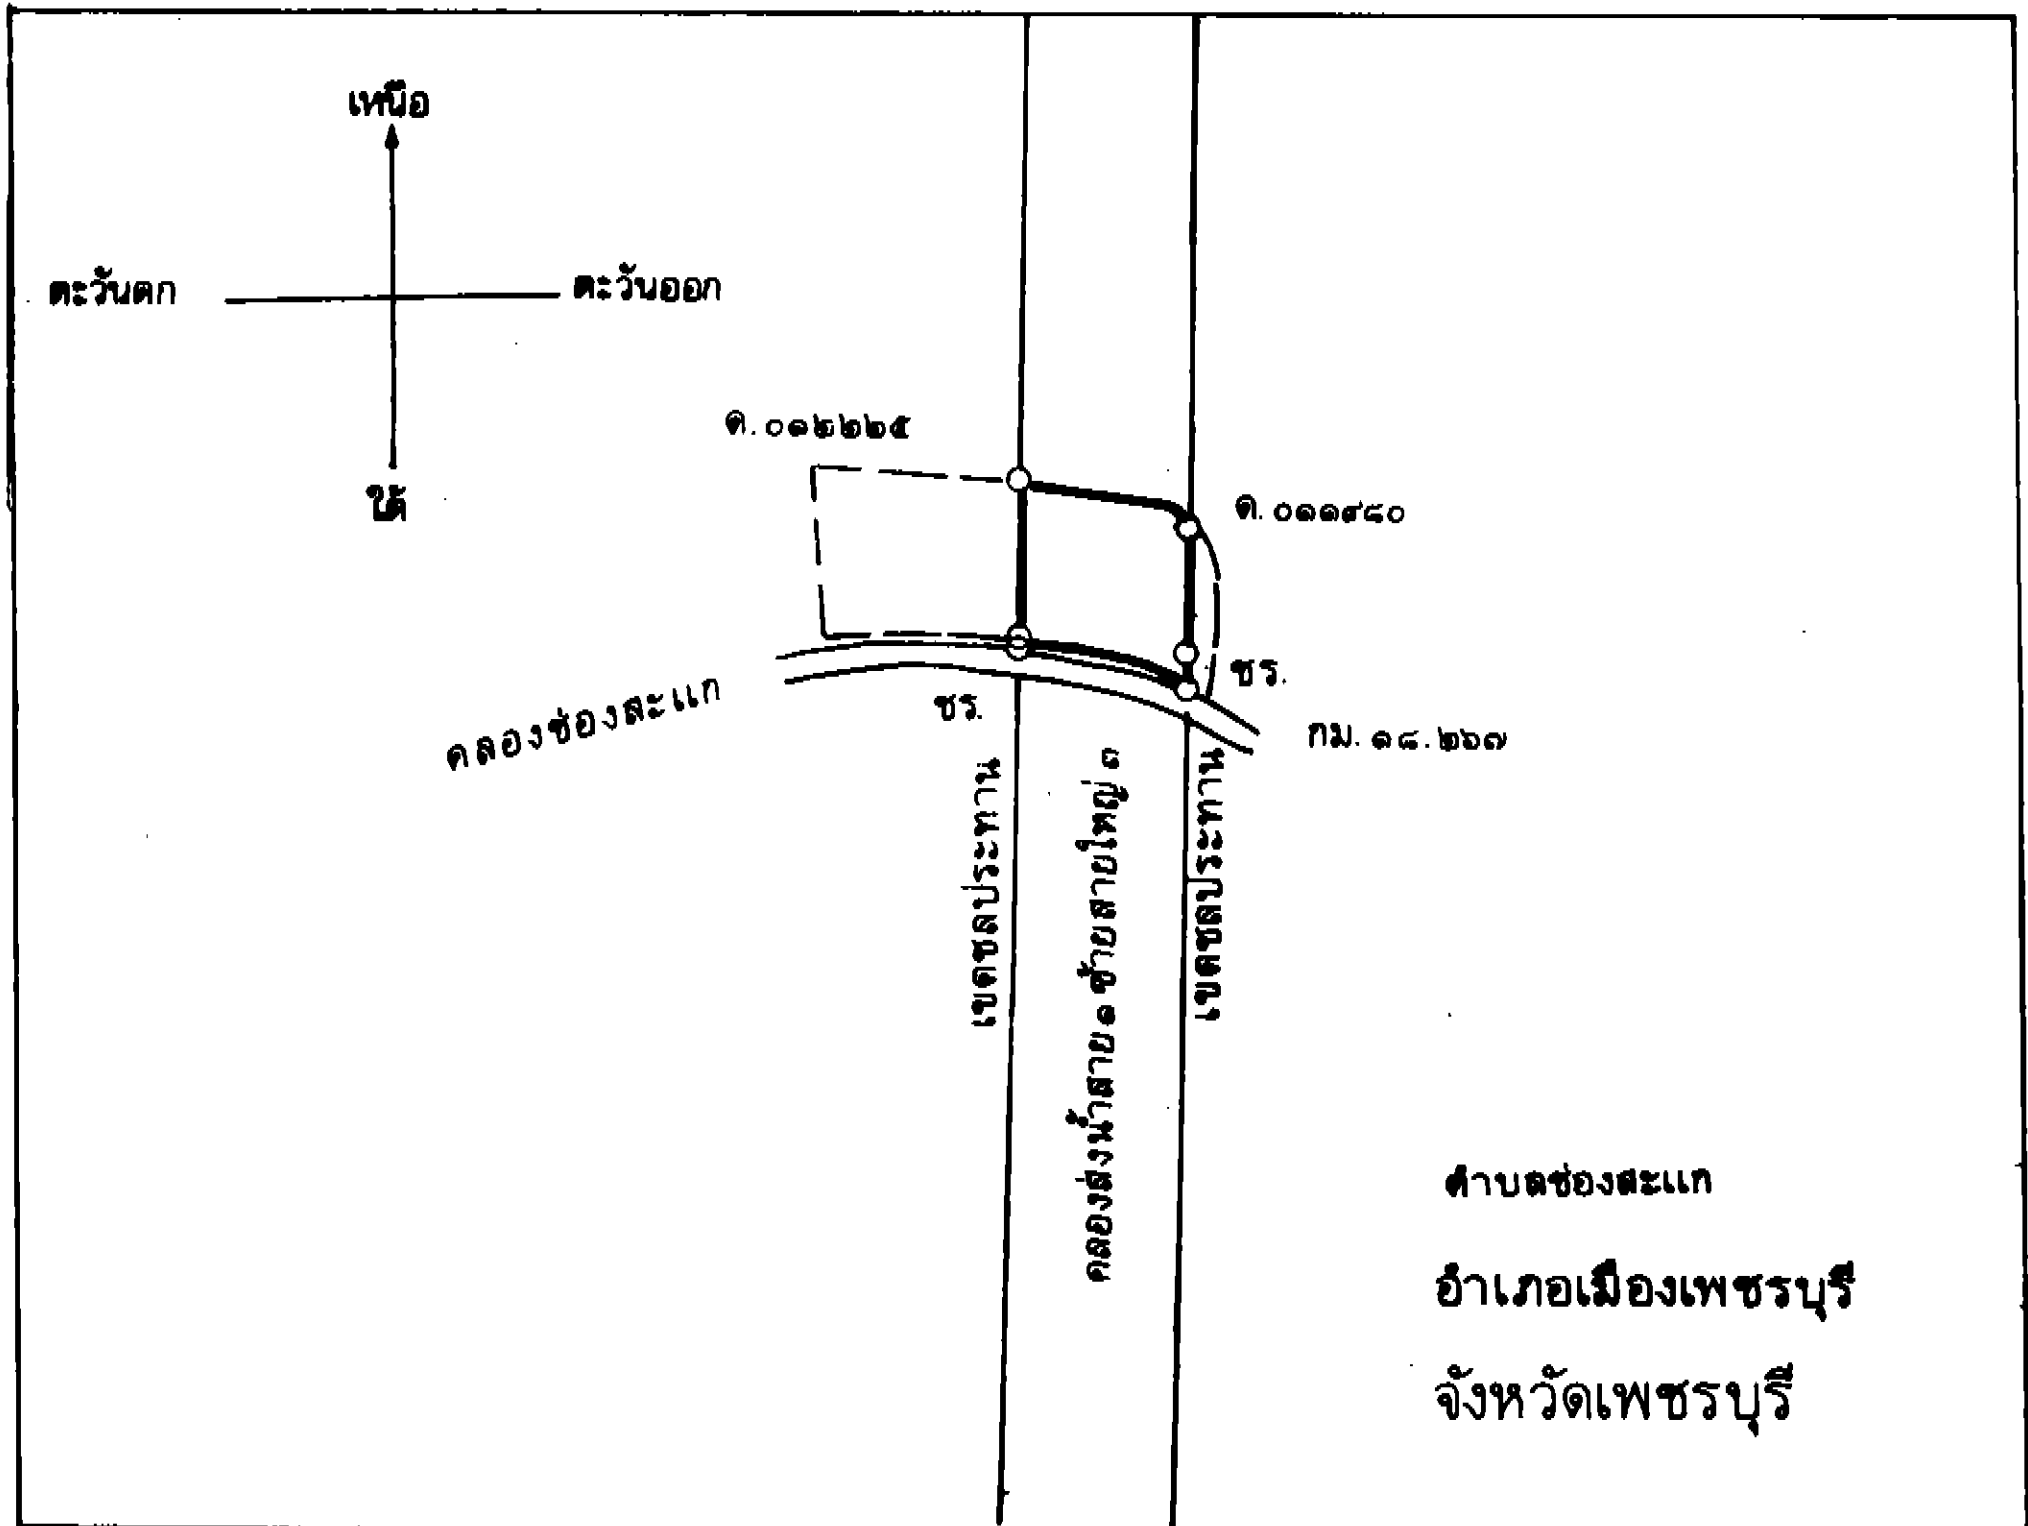 เหนือ
ตะวันตก
ตะวันออก
ใต้
ด.๐๑๒๒๒๕
ด.๐๑๑๙๘๐
ชร.
ชร.
คลองช่องสะแก
กม. ๑๘.๒๖๗
เขตชลประทาน
คลองส่งน้ำสาย ๑ ซ้ายสายใหญ่ ๓
เขตชลประทาน
ตำบลช่องสะแก
อำเภอเมืองเพชรบุรี
จังหวัดเพชรบุรี